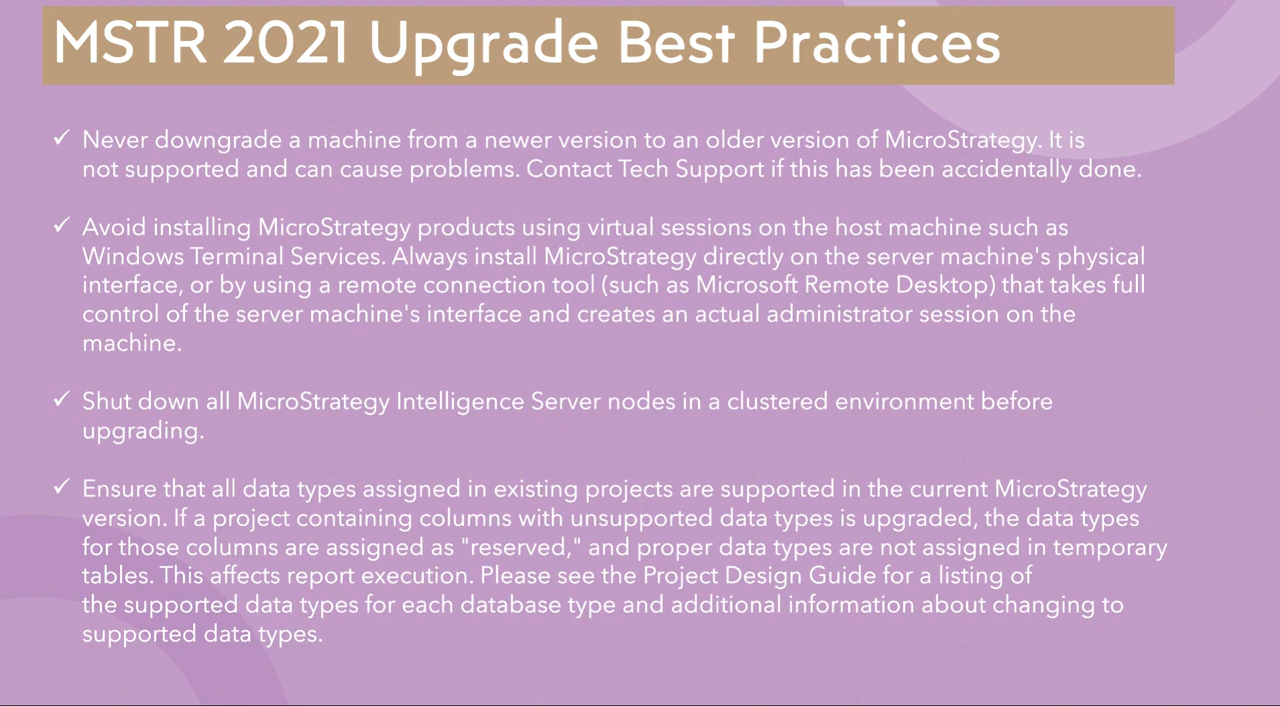 MSTR 2021 Upgrade Best Practices
✓ Never downgrade a machine from a newer version to an older version of MicroStrategy. It is
not supported and can cause problems. Contact Tech Support if this has been accidentally done.
✓ Avoid installing MicroStrategy products using virtual sessions on the host machine such as
Windows Terminal Services. Always install MicroStrategy directly on the server machine's physical
interface, or by using a remote connection tool (such as Microsoft Remote Desktop) that takes full
control of the server machine's interface and creates an actual administrator session on the
machine.
✓ Shut down all MicroStrategy Intelligence Server nodes in a clustered environment before
upgrading.
✓ Ensure that all data types assigned in existing projects are supported in the current MicroStrategy
version. If a project containing columns with unsupported data types is upgraded, the data types
for those columns are assigned as "reserved," and proper data types are not assigned in temporary
tables. This affects report execution. Please see the Project Design Guide for a listing of
the supported data types for each database type and additional information about changing to
supported data types.